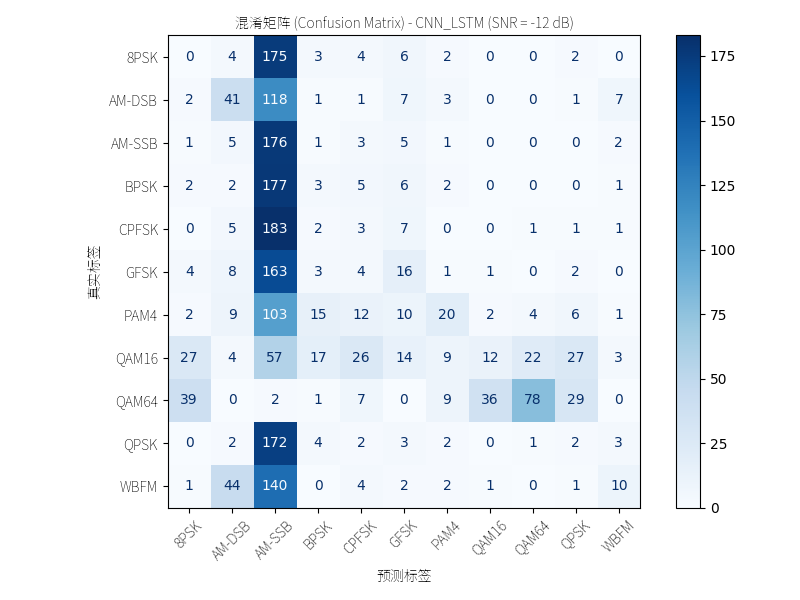 混淆矩阵 (Confusion Matrix) - CNN_LSTM (SNR = -12 dB)
真实标签
8PSK 0 4 175 3 4 6 2 0 0 2 0
AM-DSB 2 41 118 1 1 7 3 0 0 1 7
AM-SSB 1 5 176 1 3 5 1 0 0 0 2
BPSK 2 2 177 3 5 6 2 0 0 0 1
CPFSK 0 5 183 2 3 7 0 0 1 1 1
GFSK 4 8 163 3 4 16 1 1 0 2 0
PAM4 2 9 103 15 12 10 20 2 4 6 1
QAM16 27 4 57 17 26 14 9 12 22 27 3
QAM64 39 0 2 1 7 0 9 36 78 29 0
QPSK 0 2 172 4 2 3 2 0 1 2 3
WBFM 1 44 140 0 4 2 2 1 0 1 10
8PSK AM-DSB AM-SSB BPSK CPFSK GFSK PAM4 QAM16 QAM64 QPSK WBFM
预测标签
175
150
125
100
75
50
25
0